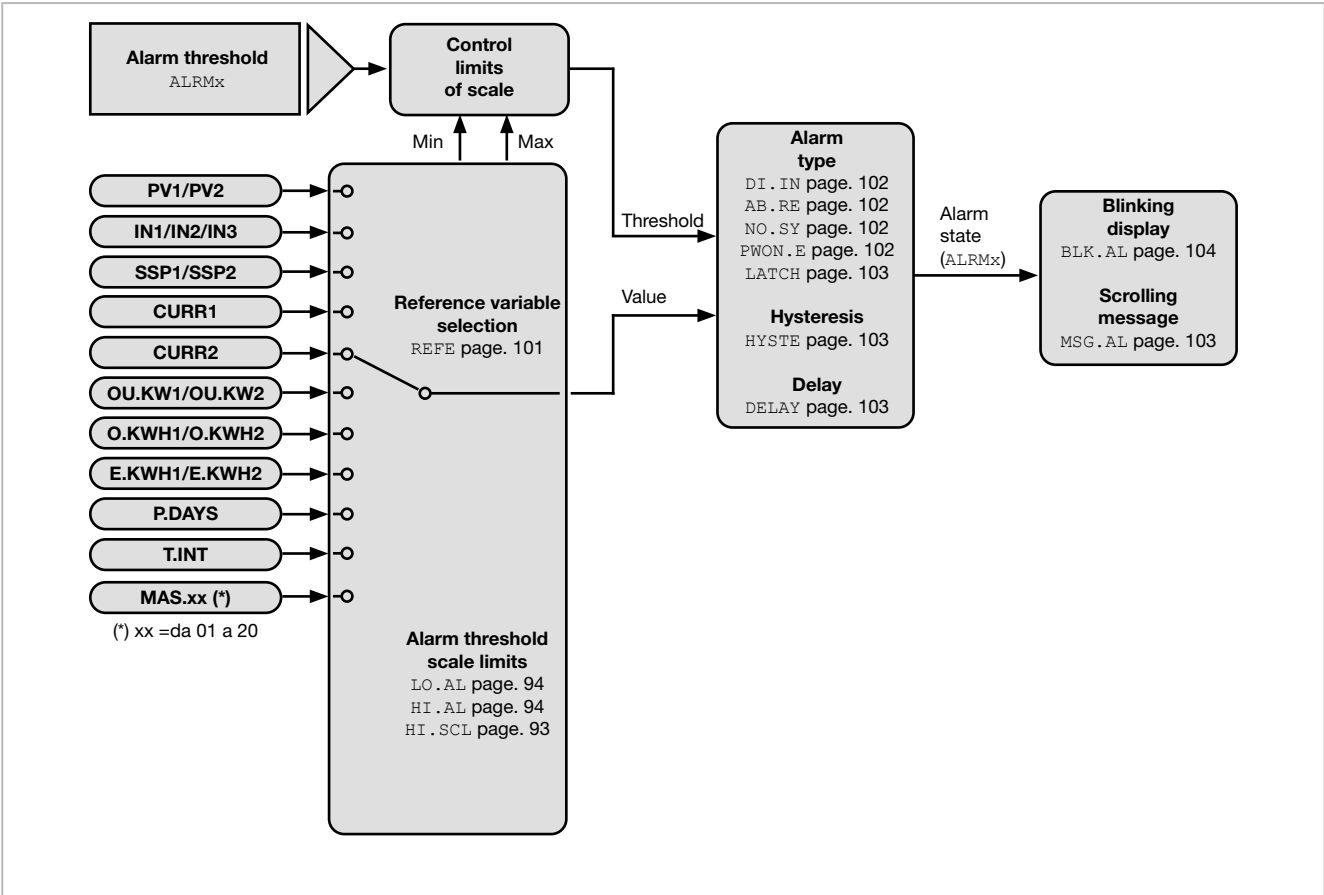 Alarm threshold
ALRMx
Control
limits
of scale
Min
Max
PV1/PV2
IN1/IN2/IN3
SSP1/SSP2
CURR1
CURR2
OU.KW1/OU.KW2
O.KWH1/O.KWH2
E.KWH1/E.KWH2
P.DAYS
T.INT
MAS.xx (*)
(*) xx =da 01 a 20
Reference variable
selection
REFE page. 101
Alarm threshold
scale limits
LO.AL page. 94
HI.AL page. 94
HI.SCL page. 93
Threshold
Value
Alarm
type
DI.IN page. 102
AB.RE page. 102
NO.SY page. 102
PWON.E page. 102
LATCH page. 103
Hysteresis
HYSTE page. 103
Delay
DELAY page. 103
Alarm
state
(ALRMx)
Blinking
display
BLK.AL page. 104
Scrolling
message
MSG.AL page. 103